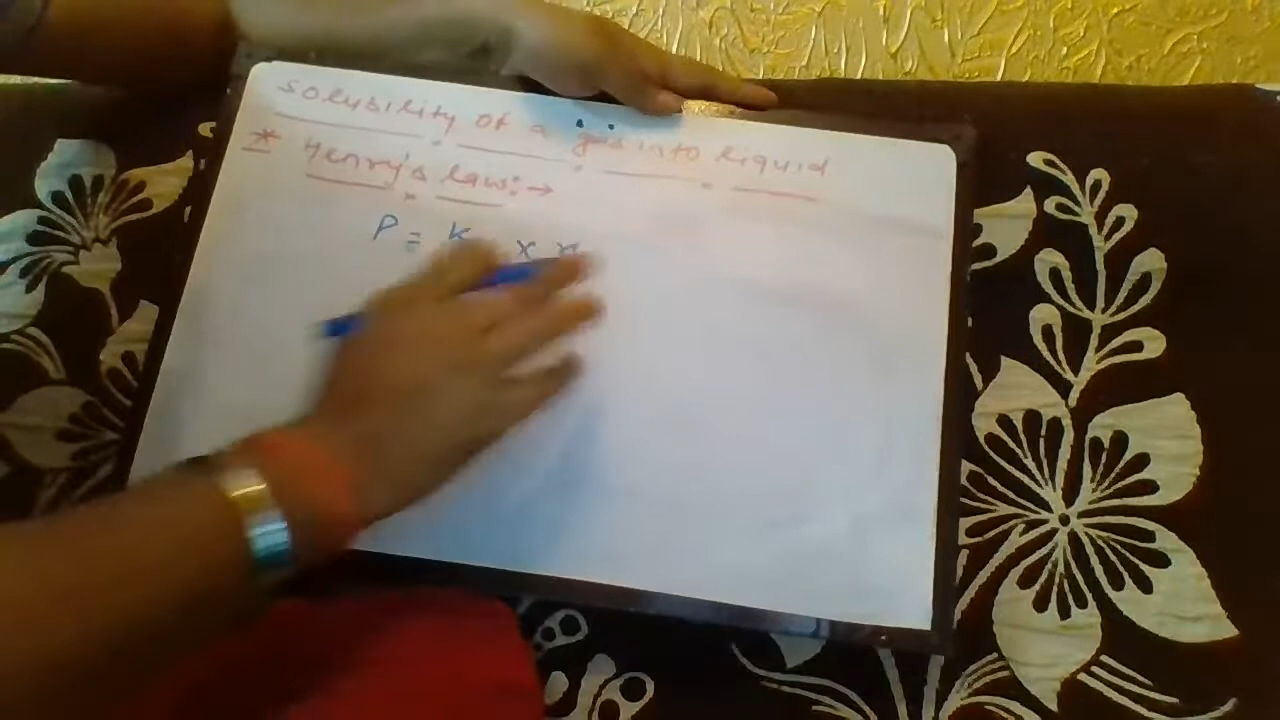 Solubility of a gas into liquid
* Henry's law:→
P = K x x